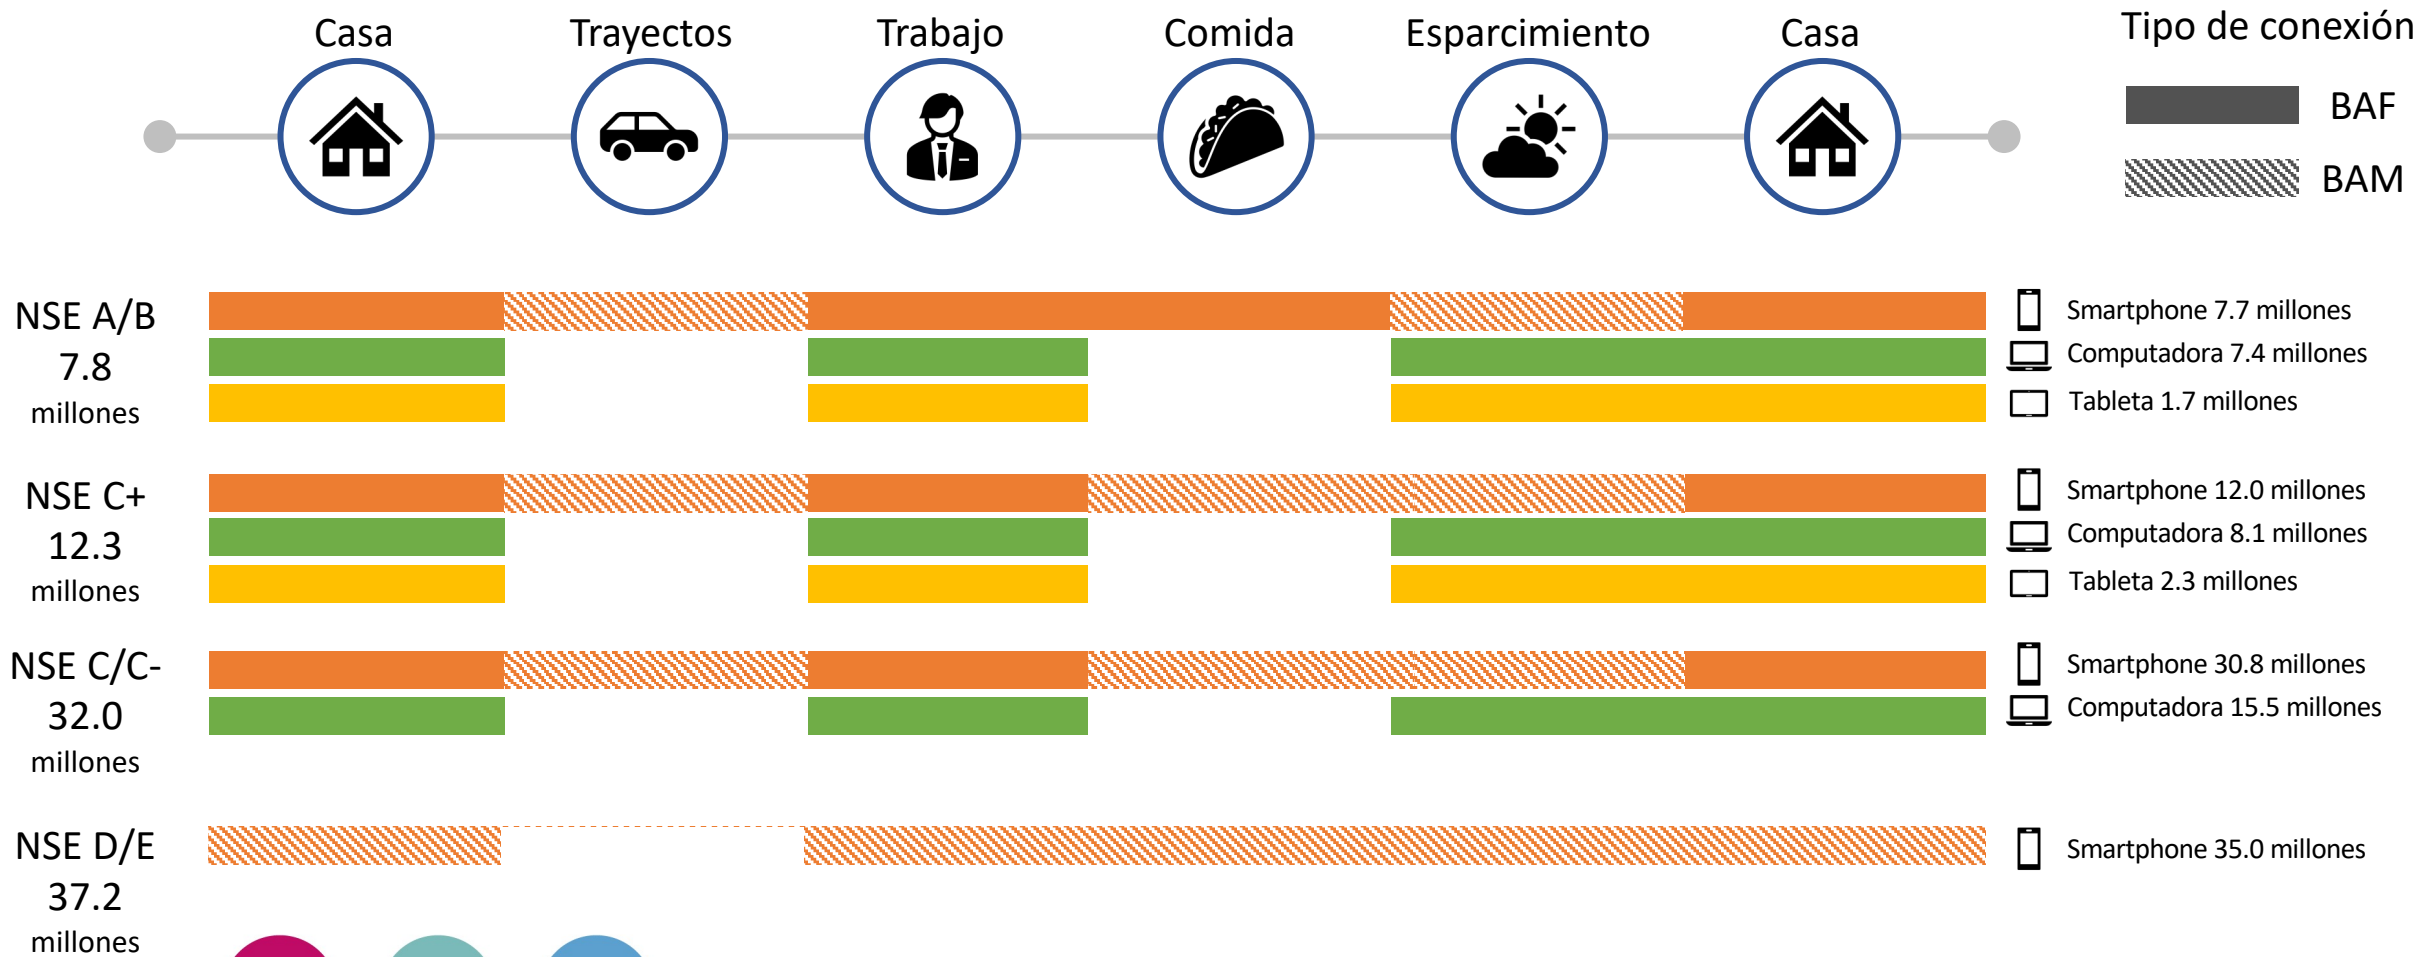 Casa
Trayectos
Trabajo
Comida
Esparcimiento
Casa
Tipo de conexión
BAF
BAM
NSE A/B
7.8
millones
Smartphone 7.7 millones
Computadora 7.4 millones
Tableta 1.7 millones
NSE C+
12.3
millones
Smartphone 12.0 millones
Computadora 8.1 millones
Tableta 2.3 millones
NSE C/C-
32.0
millones
Smartphone 30.8 millones
Computadora 15.5 millones
NSE D/E
37.2
millones
Smartphone 35.0 millones